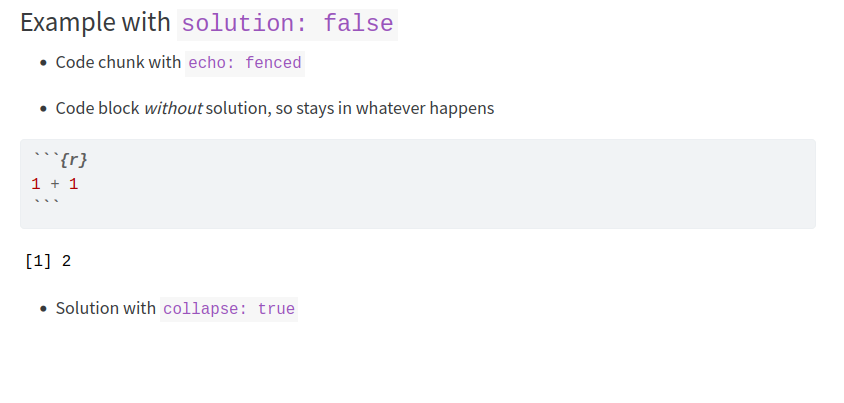 Example with solution: false
• Code chunk with echo: fenced
• Code block without solution, so stays in whatever happens
```{r}
1 + 1
```
[1] 2
• Solution with collapse: true